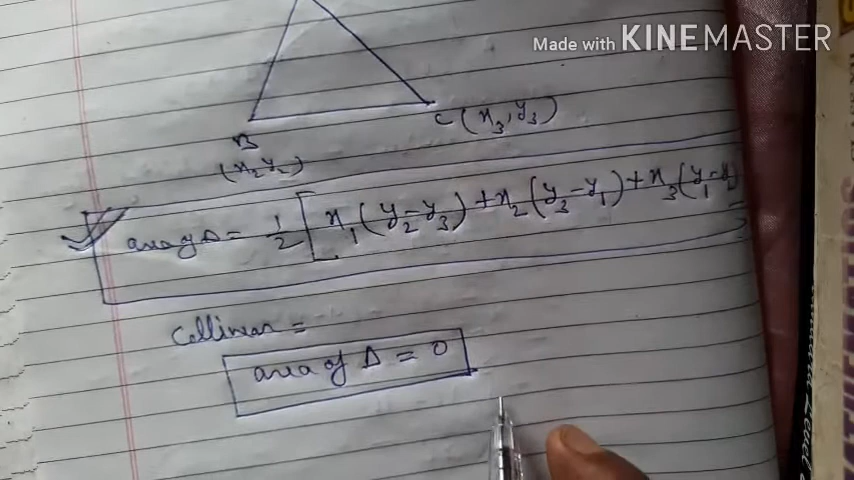 Made with KINEMASTER
B
C (x₃, y₃)
(x₂ y₂)
area of Δ = 1/2 [x₁(y₂-y₃)+x₂(y₃-y₁)+x₃(y₁-y₂)]
Collinear =
area of Δ = 0